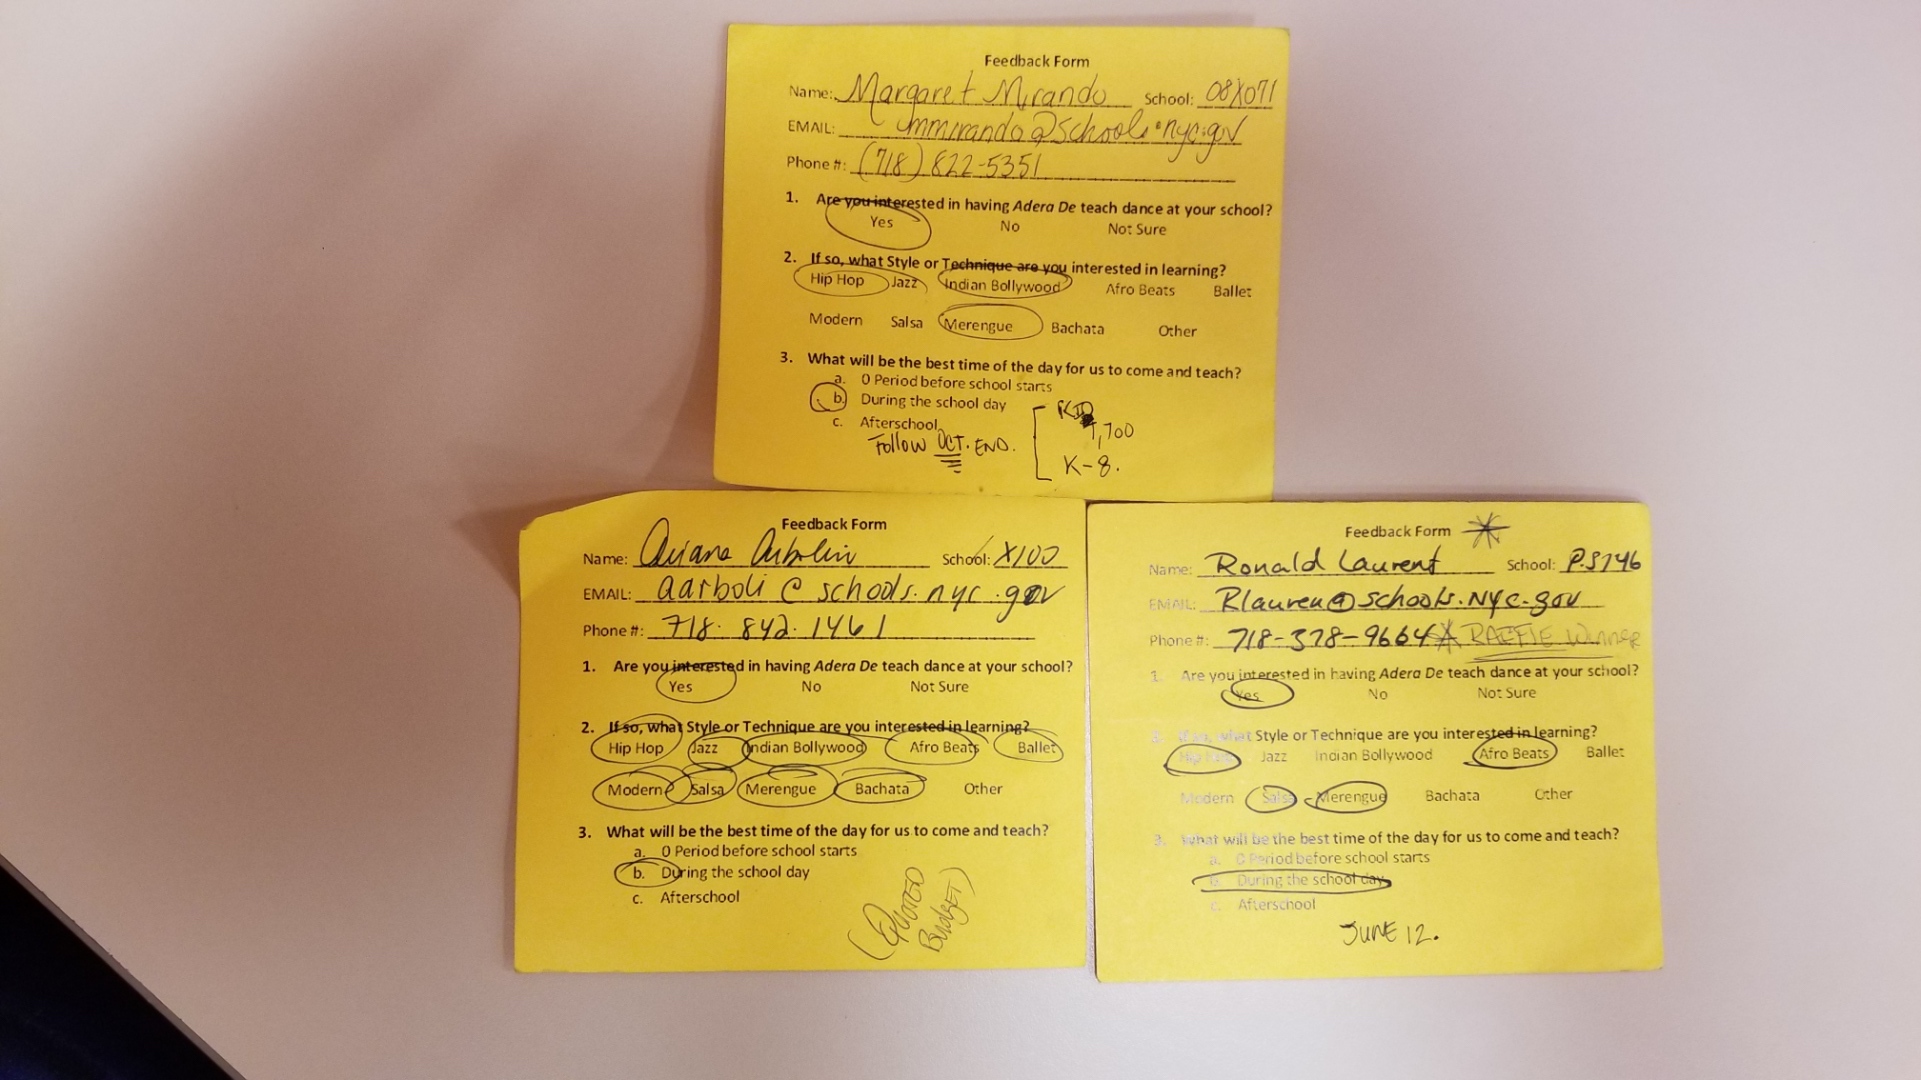 Feedback Form
Name: Margaret Mirando School: 08X071
EMAIL: mmirando@schools.nyc.gov
Phone #: (718) 822-5351
1. Are you interested in having Adera De teach dance at your school?
Yes No Not Sure
2. If so, what Style or Technique are you interested in learning?
Hip Hop Jazz Indian Bollywood Afro Beats Ballet
Modern Salsa Merengue Bachata Other
3. What will be the best time of the day for us to come and teach?
a. 0 Period before school starts
b. During the school day
c. Afterschool
Follow OCT. END.
1,700
K-8.
Feedback Form
Name: Ariana School: X100
EMAIL: aarboli@schools.nyc.gov
Phone #: 718. 842. 1461
1. Are you interested in having Adera De teach dance at your school?
Yes No Not Sure
2. If so, what Style or Technique are you interested in learning?
Hip Hop Jazz Indian Bollywood Afro Beats Ballet
Modern Salsa Merengue Bachata Other
3. What will be the best time of the day for us to come and teach?
a. 0 Period before school starts
b. During the school day
c. Afterschool
(QUOTED
BudgET)
Feedback Form
Name: Ronald Laurent School: P.S146
EMAIL: Rlauren@schools.NYC.gov
Phone #: 718-378-9664 RAFFlE Winner
1. Are you interested in having Adera De teach dance at your school?
Yes No Not Sure
2. If so, what Style or Technique are you interested in learning?
Hip Hop Jazz Indian Bollywood Afro Beats Ballet
Modern Salsa Merengue Bachata Other
3. What will be the best time of the day for us to come and teach?
a. 0 Period before school starts
b. During the school day
c. Afterschool
JUNE 12.